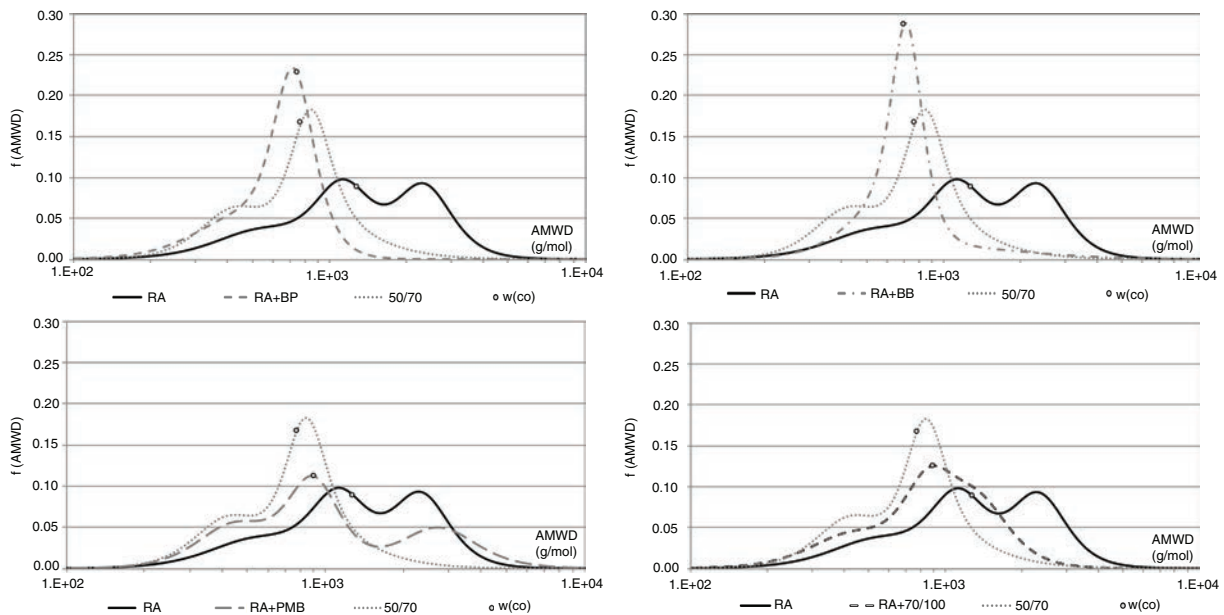 0.30
0.25
0.20
0.15
0.10
0.05
0.00
f (AMWD)
AMWD
(g/mol)
1.E+02
1.E+03
1.E+04
RA
RA+BP
50/70
w(co)
0.30
0.25
0.20
0.15
0.10
0.05
0.00
f (AMWD)
AMWD
(g/mol)
1.E+02
1.E+03
1.E+04
RA
RA+BB
50/70
w(co)
0.30
0.25
0.20
0.15
0.10
0.05
0.00
f (AMWD)
AMWD
(g/mol)
1.E+02
1.E+03
1.E+04
RA
RA+PMB
50/70
w(co)
0.30
0.25
0.20
0.15
0.10
0.05
0.00
f (AMWD)
AMWD
(g/mol)
1.E+02
1.E+03
1.E+04
RA
RA+70/100
50/70
w(co)